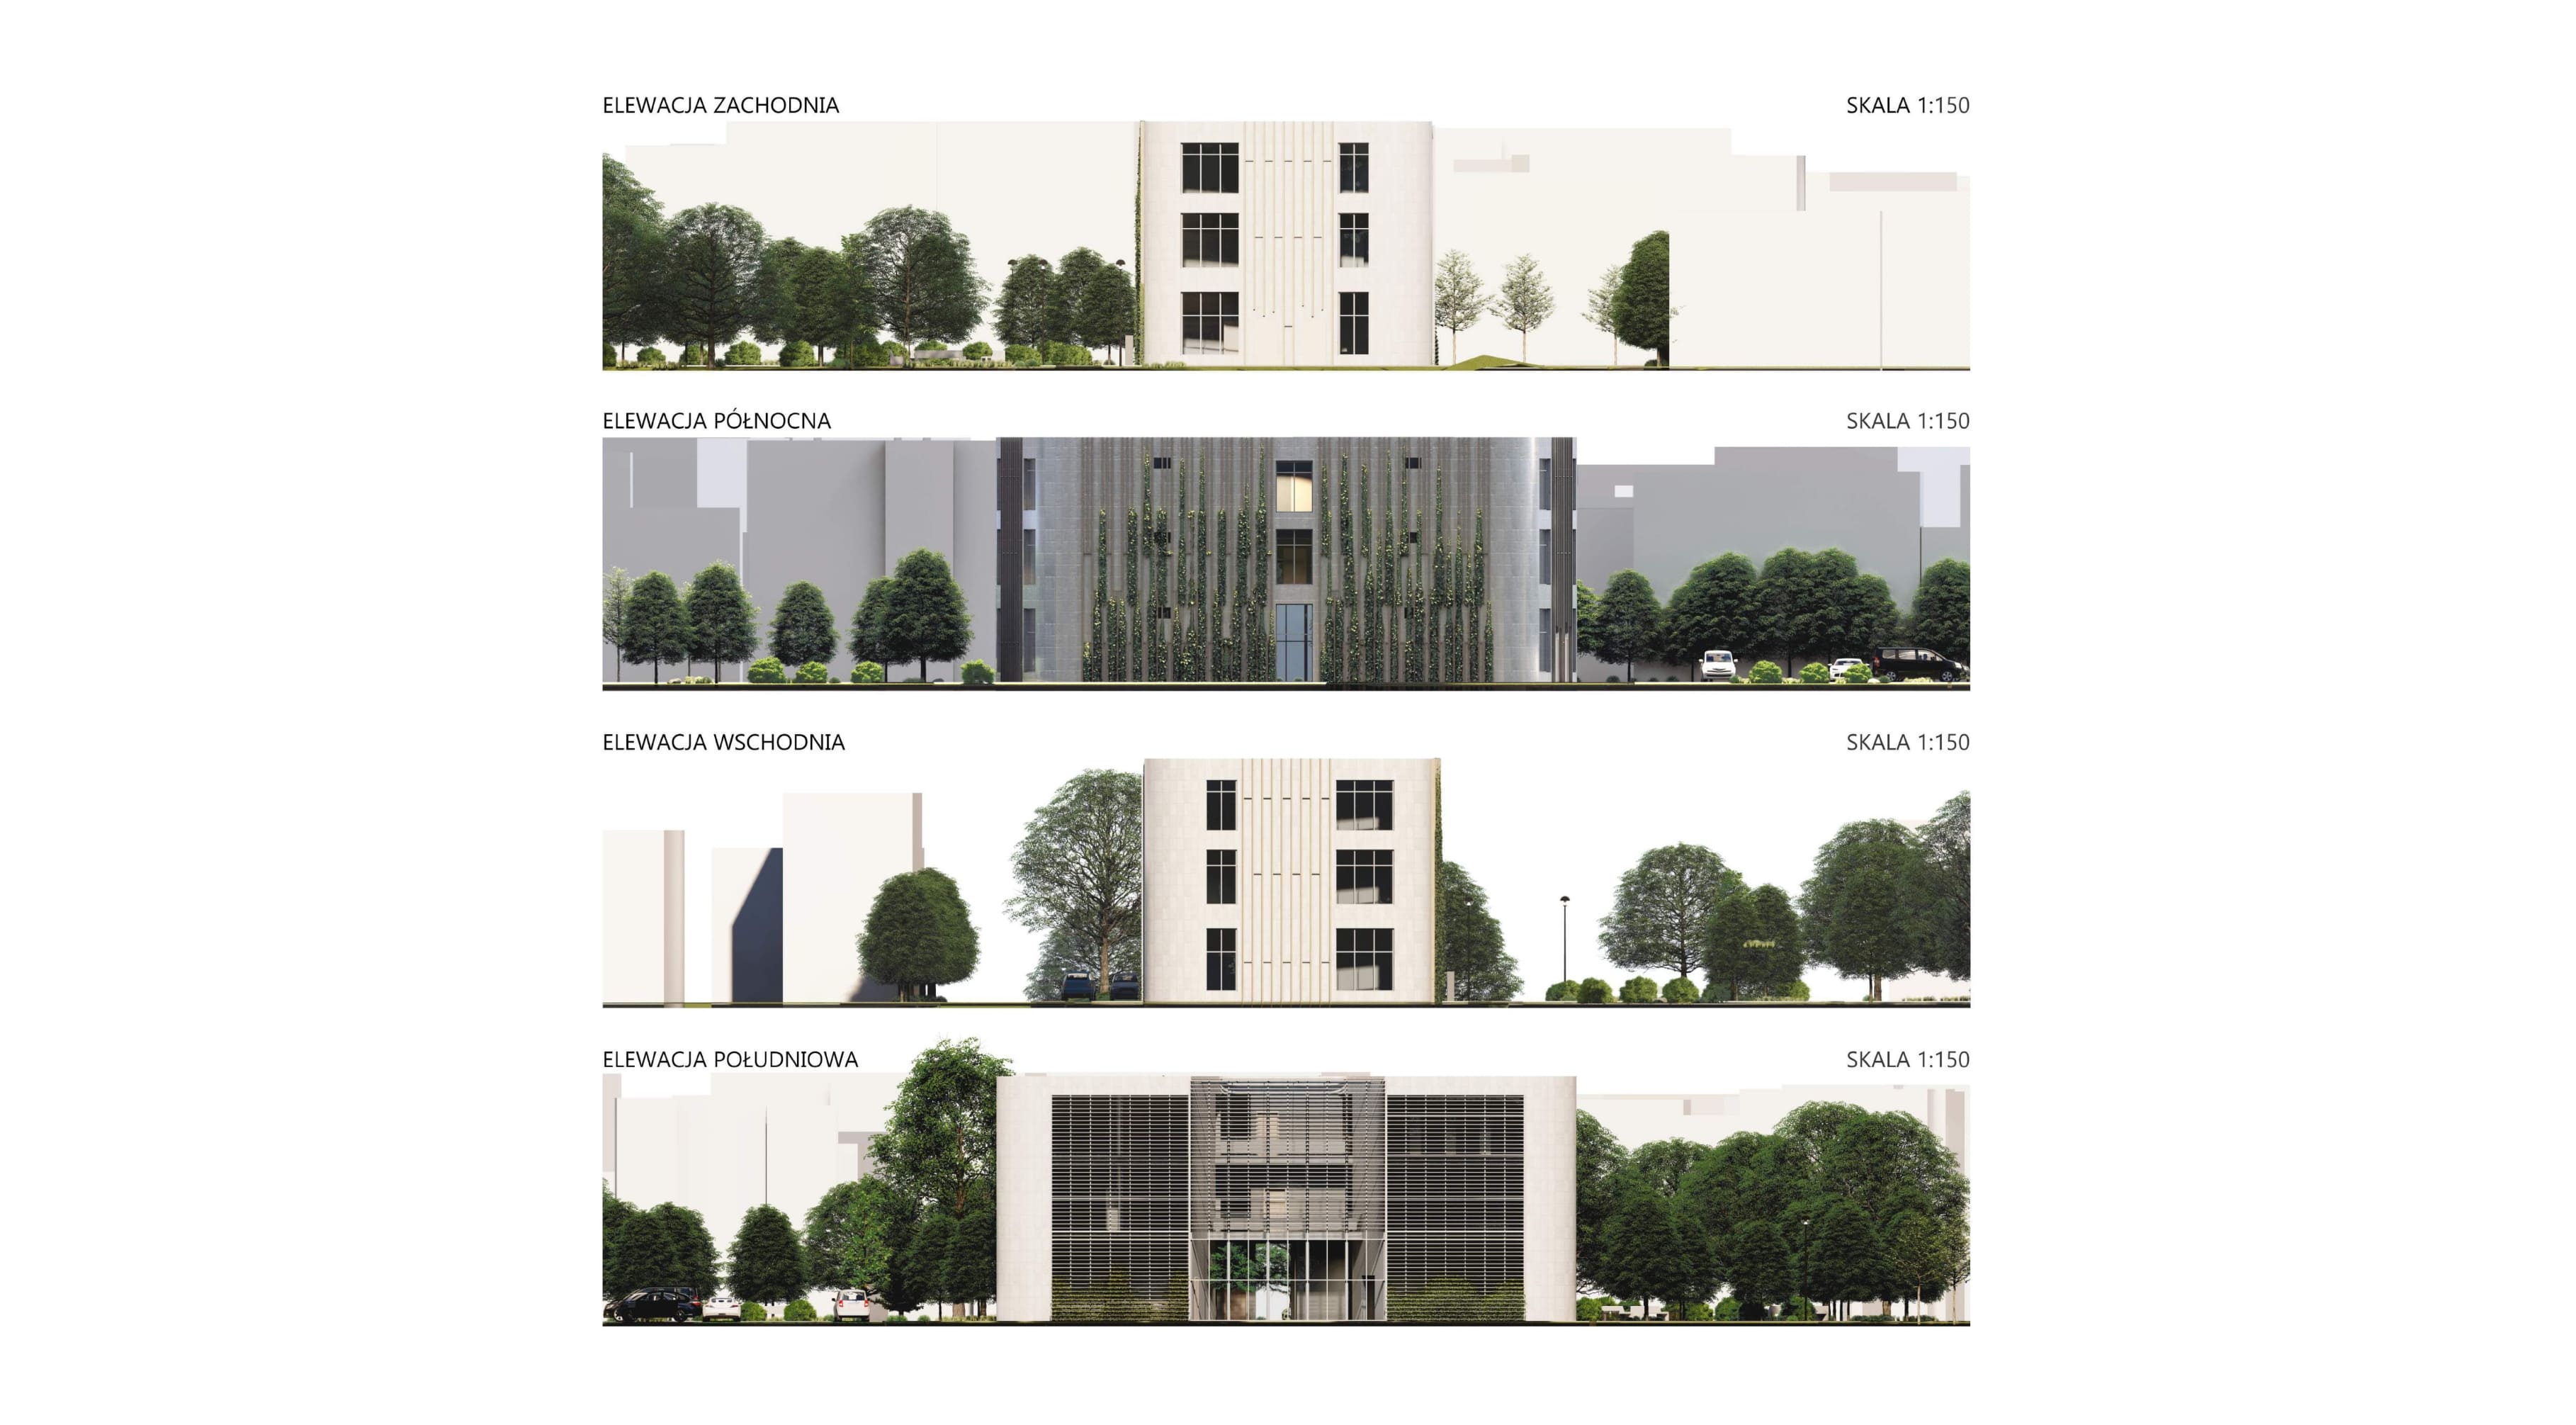 ELEWACJA ZACHODNIA SKALA 1:150
ELEWACJA PÓŁNOCNA SKALA 1:150
ELEWACJA WSCHODNIA SKALA 1:150
ELEWACJA POŁUDNIOWA SKALA 1:150